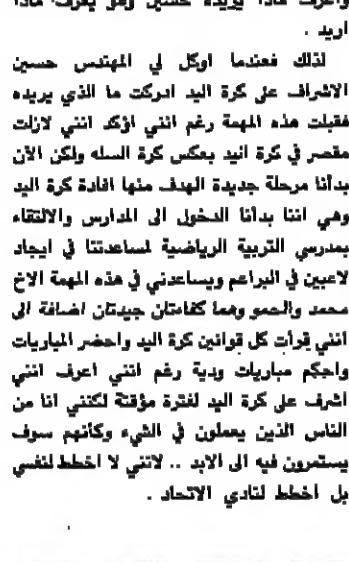 واعرف ماذا يريده حسين وهو يعرف ماذا
اريد .
لذلك فعندما اوكل لي المهندس حسين
الاشراف على كرة اليد ادركت ما الذي يريده
فقبلت هذه المهمة رغم انني اؤكد انني لازلت
مقصر في كرة اليد بعكس كرة السله ولكن الآن
بدأنا مرحلة جديدة الهدف منها افادة كرة اليد
وهي اننا بدأنا الدخول الى المدارس والالتقاء
بمدرسي التربية الرياضية لمساعدتنا في ايجاد
لاعبين في البراعم ويساعدني في هذه المهمة الاخ
محمد والحمو وهما كفاءتان جيدتان اضافة الى
انني قرأت كل قوانين كرة اليد واحضر المباريات
واحكم مباريات ودية رغم انني اعرف انني
اشرف على كرة اليد لفترة مؤقتة لكنني انا من
الناس الذين يعملون في الشيء وكأنهم سوف
يستمرون فيه الى الابد .. لانني لا اخطط لنفسي
بل اخطط لنادي الاتحاد .